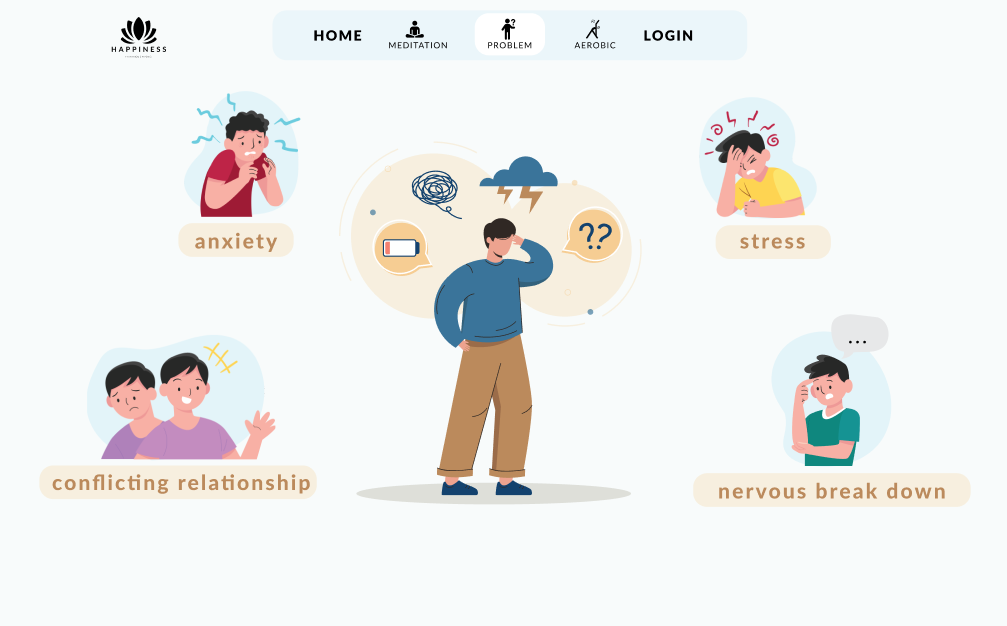 HAPPINESS
HOME
MEDITATION
PROBLEM
AEROBIC
LOGIN
anxiety
stress
??
...
conflicting relationship
nervous break down